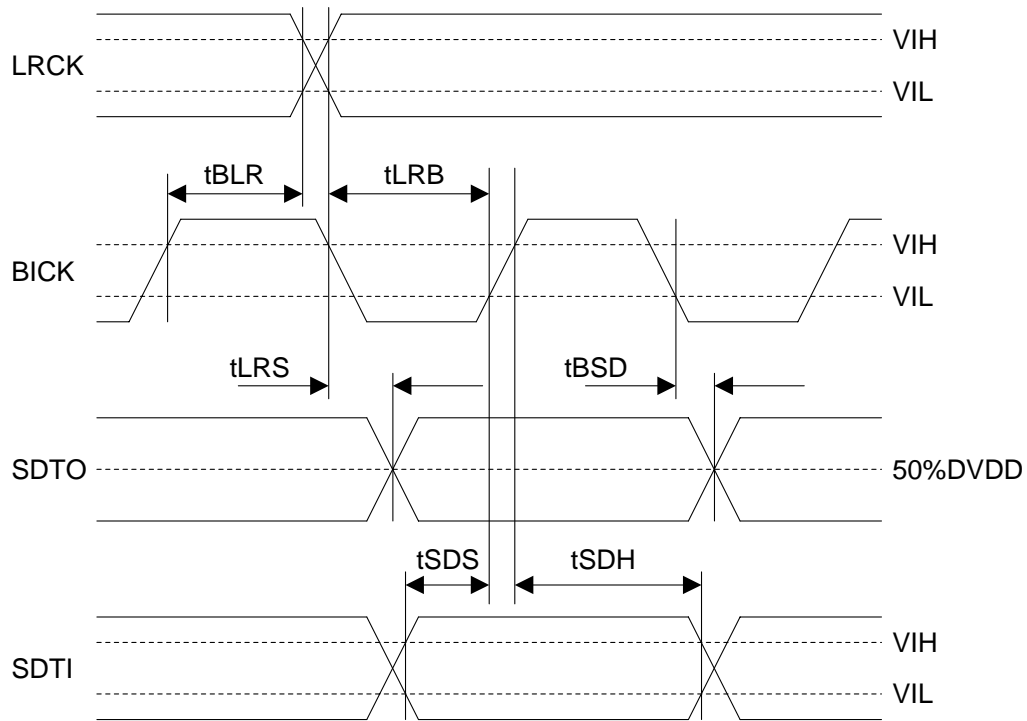 LRCK
VIH
VIL
tBLR
tLRB
BICK
VIH
VIL
tLRS
tBSD
SDTO
50%DVDD
tSDS
tSDH
SDTI
VIH
VIL